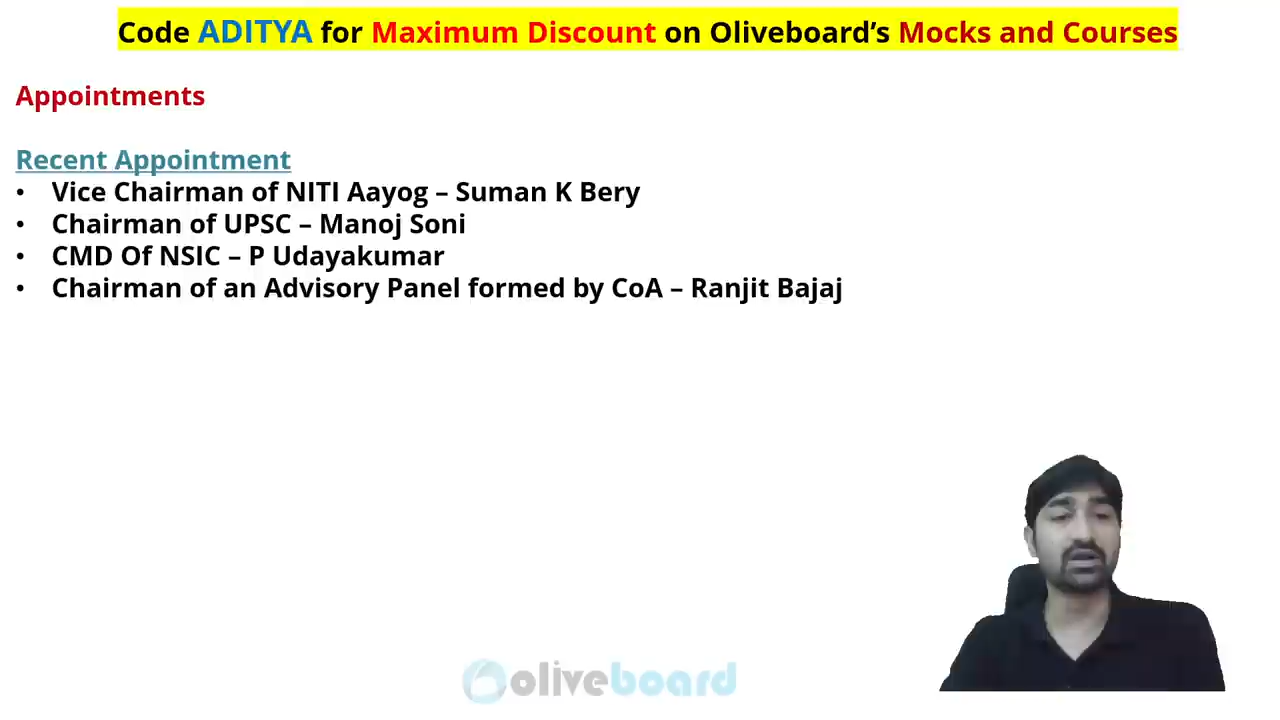 Code ADITYA for Maximum Discount on Oliveboard’s Mocks and Courses
Appointments
Recent Appointment
• Vice Chairman of NITI Aayog – Suman K Bery
• Chairman of UPSC – Manoj Soni
• CMD Of NSIC – P Udayakumar
• Chairman of an Advisory Panel formed by CoA – Ranjit Bajaj
oliveboard